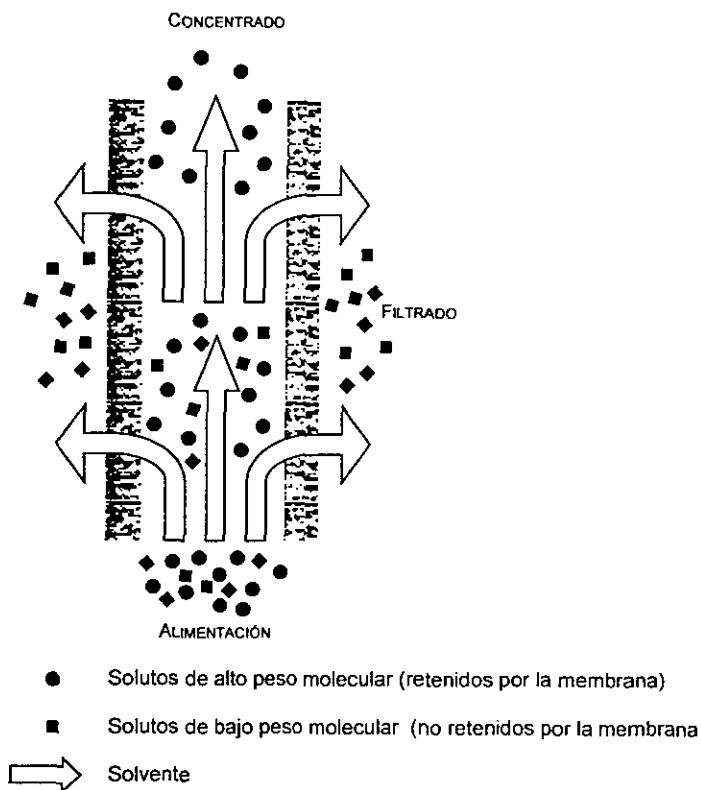 CONCENTRADO
FILTRADO
ALIMENTACIÓN
Solutos de alto peso molecular (retenidos por la membrana)
Solutos de bajo peso molecular (no retenidos por la membrana
Solvente